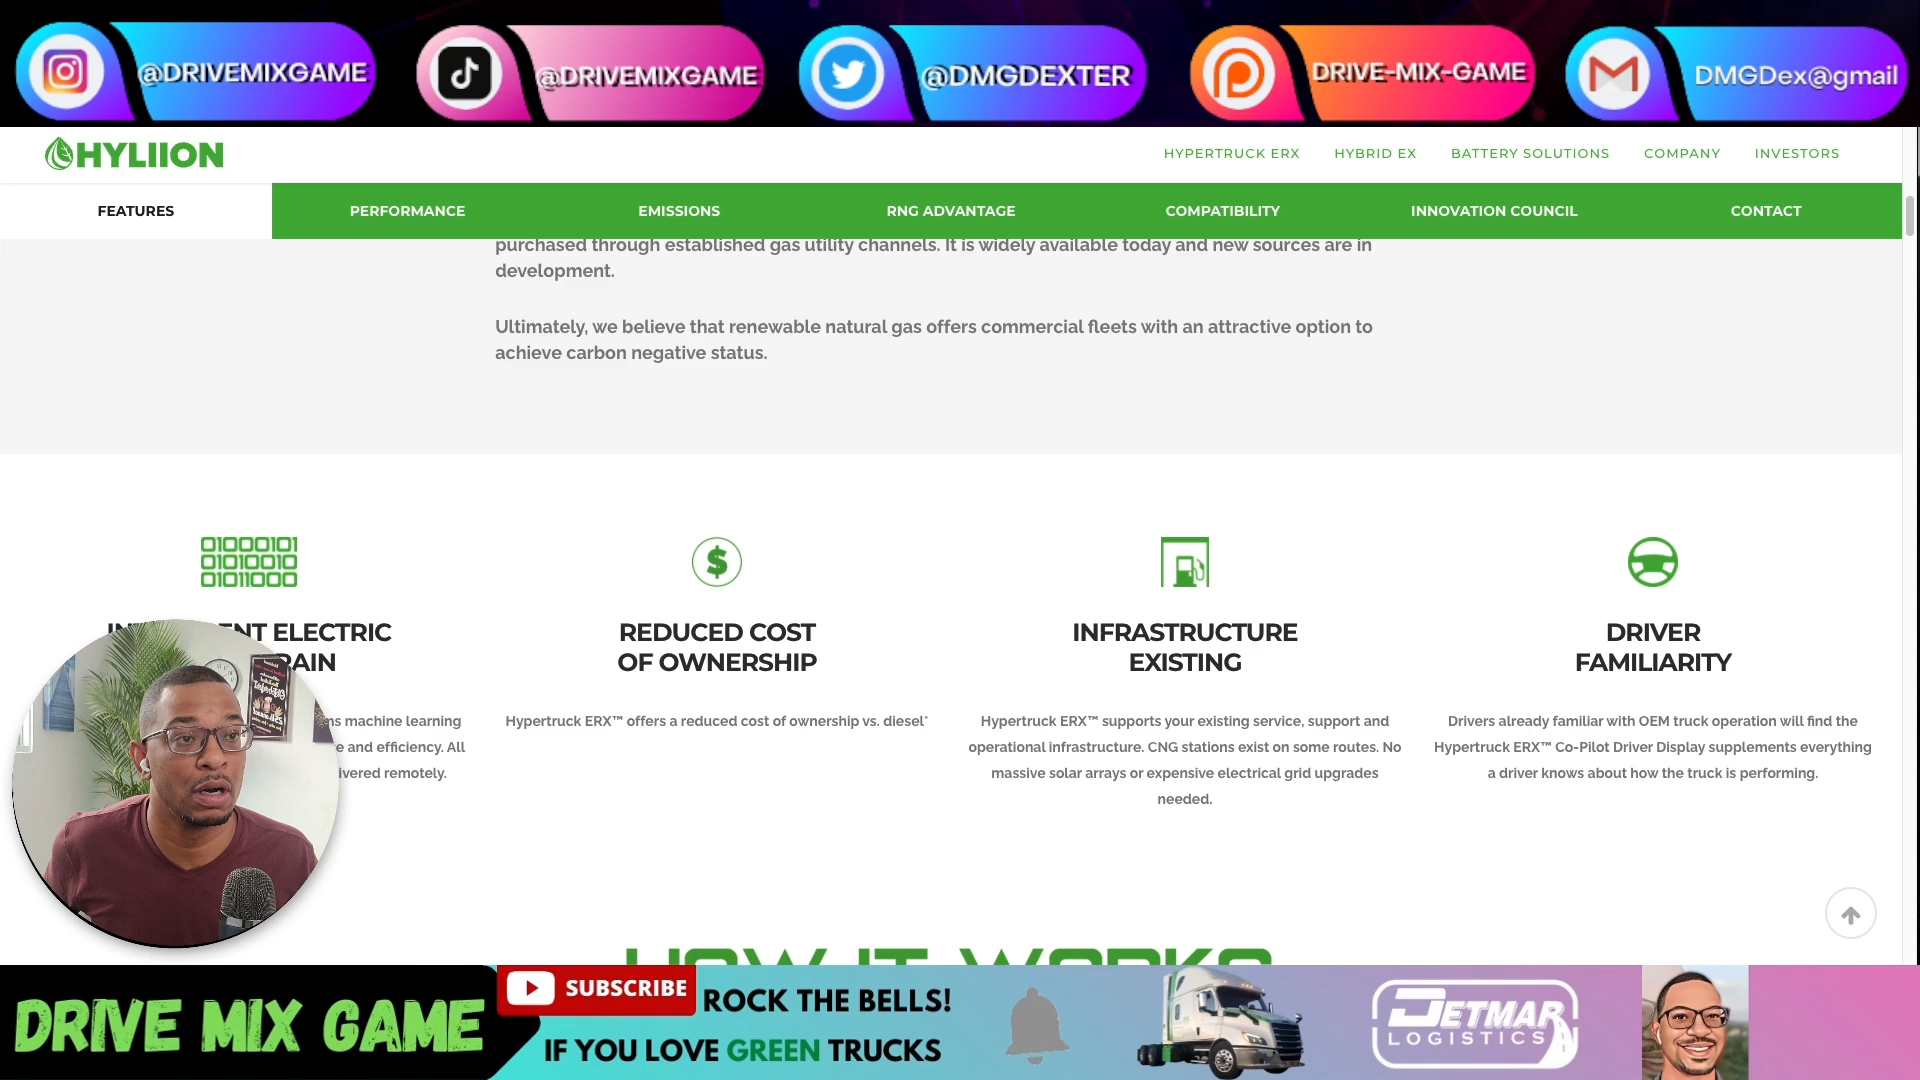 @DRIVEMIXGAME
@DRIVEMIXGAME
@DMGDEXTER
DRIVE-MIX-GAME
DMGDex@gmail
HYLIION
HYPERTRUCK ERX
HYBRID EX
BATTERY SOLUTIONS
COMPANY
INVESTORS
FEATURES
PERFORMANCE
EMISSIONS
RNG ADVANTAGE
COMPATIBILITY
INNOVATION COUNCIL
CONTACT
purchased through established gas utility channels. It is widely available today and new sources are in
development.
Ultimately, we believe that renewable natural gas offers commercial fleets with an attractive option to
achieve carbon negative status.
01000101
01010010
01011000
ELECTRIC
machine learning
and efficiency. All
remotely.
$
REDUCED COST
OF OWNERSHIP
Hypertruck ERX™ offers a reduced cost of ownership vs. diesel*
INFRASTRUCTURE
EXISTING
Hypertruck ERX™ supports your existing service, support and
operational infrastructure. CNG stations exist on some routes. No
massive solar arrays or expensive electrical grid upgrades
needed.
DRIVER
FAMILIARITY
Drivers already familiar with OEM truck operation will find the
Hypertruck ERX™ Co-Pilot Driver Display supplements everything
a driver knows about how the truck is performing.
HOW IT WORKS
DRIVE MIX GAME
SUBSCRIBE
ROCK THE BELLS!
IF YOU LOVE GREEN TRUCKS
JETMAR
LOGISTICS